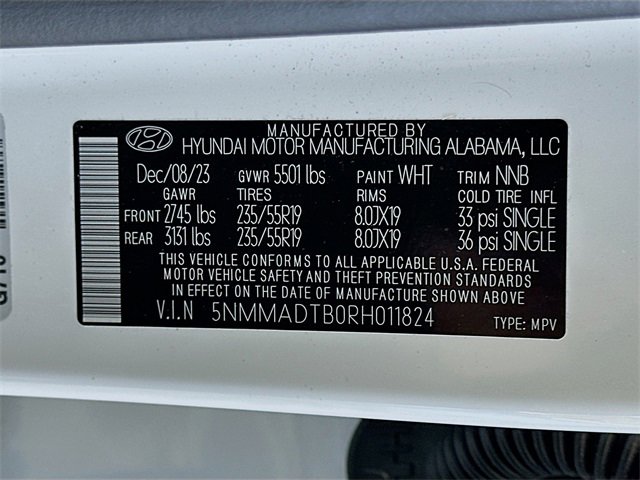 MANUFACTURED BY
HYUNDAI MOTOR MANUFACTURING ALABAMA, LLC
Dec/08/23 GVWR 5501 lbs PAINT WHT TRIM NNB
GAWR TIRES RIMS COLD TIRE INFL
FRONT 2745 lbs 235/55R19 8.0JX19 33 psi SINGLE
REAR 3131 lbs 235/55R19 8.0JX19 36 psi SINGLE
THIS VEHICLE CONFORMS TO ALL APPLICABLE U.S.A. FEDERAL
MOTOR VEHICLE SAFETY AND THEFT PREVENTION STANDARDS
IN EFFECT ON THE DATE OF MANUFACTURE SHOWN ABOVE
V.I.N 5NMMADTB0RH011824 TYPE: MPV